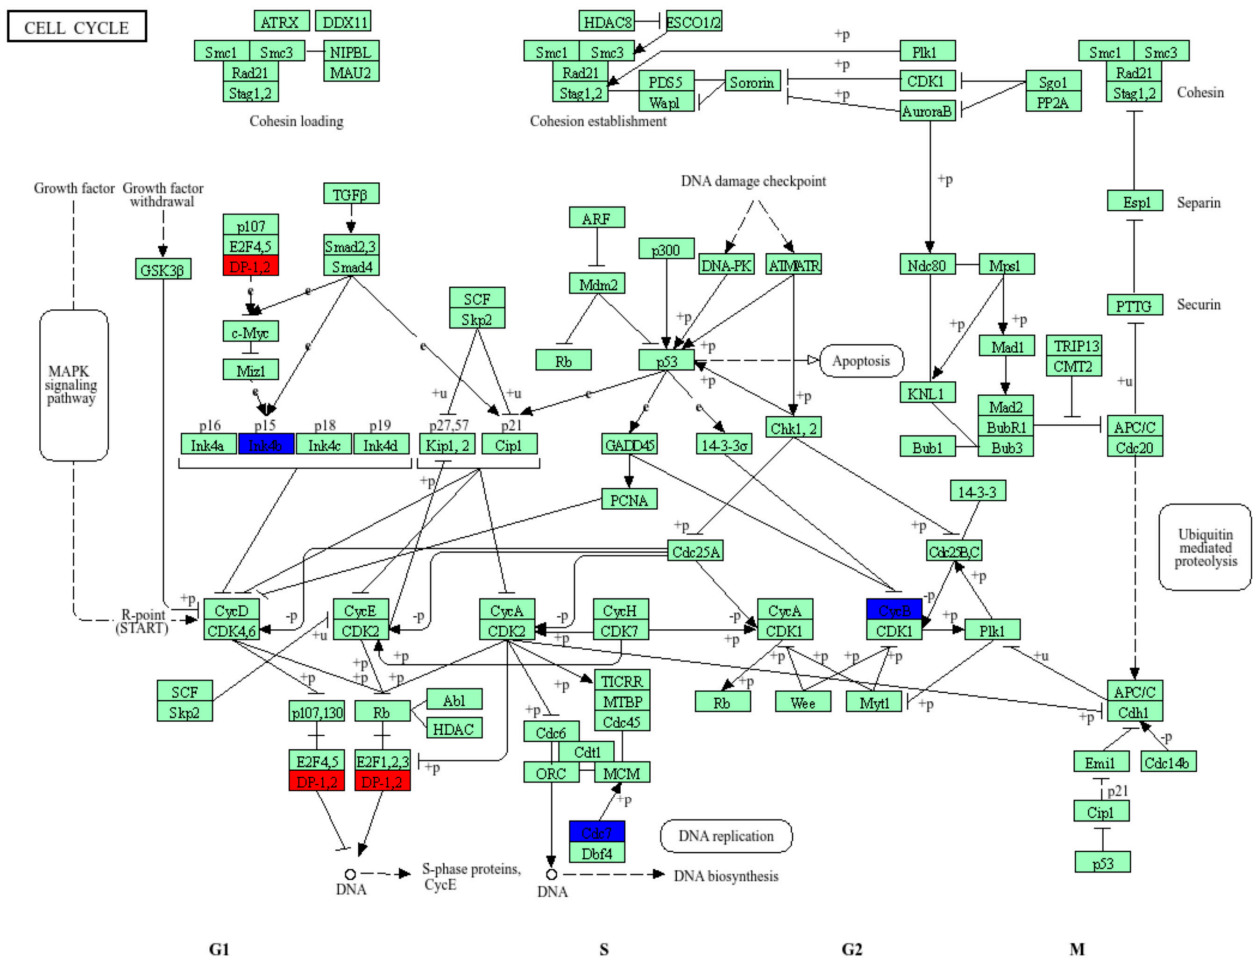 CELL CYCLE
ATRX DDX11
Smc1 Smc3 NIPBL
Rad21 MAU2
Stag1,2
Cohesin loading
HDAC8 ESCO1/2
Smc1 Smc3
Rad21
Stag1,2
PDS5
Wapl
Sororin
Cohesion establishment
+p
Plk1
+p
CDK1
+p
AuroraB
Sgo1
PP2A
Smc1 Smc3
Rad21
Stag1,2
Cohesin
Growth factor
Growth factor
withdrawal
TGFβ
p107
E2F4,5
DP-1,2
Smad2,3
Smad4
GSK3β
e
e
c-Myc
Miz1
e
e
e
SCF
Skp2
+u
+u
ARF
Mdm2
Rb
p300
DNA damage checkpoint
DNA-PK
ATM/ATR
+p
+p
p53
+p
+p
Apoptosis
+p
Ndc80
Mps1
+p
+p
Mad1
KNL1
Mad2
BubR1
Bub3
Bub1
TRIP13
CMT2
Esp1
Separin
PTTG
Securin
+u
APC/C
Cdc20
MAPK
signaling
pathway
p16 p15 p18 p19 p27,57 p21
Ink4a Ink4b Ink4c Ink4d Kip1, 2 Cip1
+p
e
e
GADD45
14-3-3σ
Chk1, 2
PCNA
14-3-3
+p
Cdc25A
+p
Cdc25B,C
Ubiquitin
mediated
proteolysis
+p
R-point
(START)
CycD
CDK4,6
-p
+u
CycE
CDK2
-p
CycA
CDK2
-p
+p
CycH
CDK7
+p
CycA
CDK1
CycB
CDK1
-p
+p
+p
Plk1
+u
SCF
Skp2
+p
+p
+p
+p
p107,130
Rb
Abl
HDAC
+p
+p
TICRR
MTBP
Cdc45
+p
Rb
+p
+p
Wee
+p
Myt1
+p
+p
APC/C
Cdh1
-p
E2F4,5
DP-1,2
E2F1,2,3
DP-1,2
+p
Cdc6
Cdt1
ORC
MCM
+p
Cdc7
Dbf4
Emi1
Cdc14b
p21
Cip1
p53
DNA replication
DNA
S-phase proteins,
CycE
DNA
DNA biosynthesis
G1 S G2 M